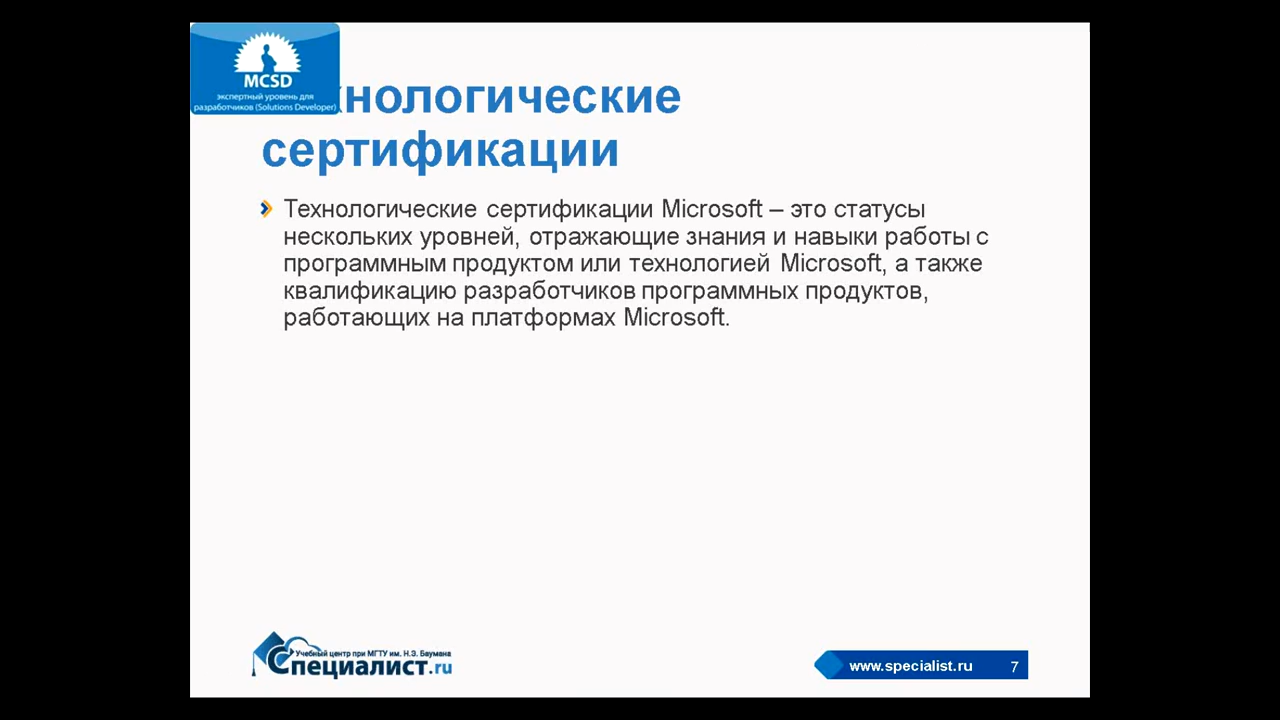 MCSD
экспертный уровень для
разработчиков (Solutions Developer)
хнологические
сертификации
Технологические сертификации Microsoft – это статусы
нескольких уровней, отражающие знания и навыки работы с
программным продуктом или технологией Microsoft, а также
квалификацию разработчиков программных продуктов,
работающих на платформах Microsoft.
Учебный центр при МГТУ им. Н.Э. Баумана
Специалист.ru
www.specialist.ru 7